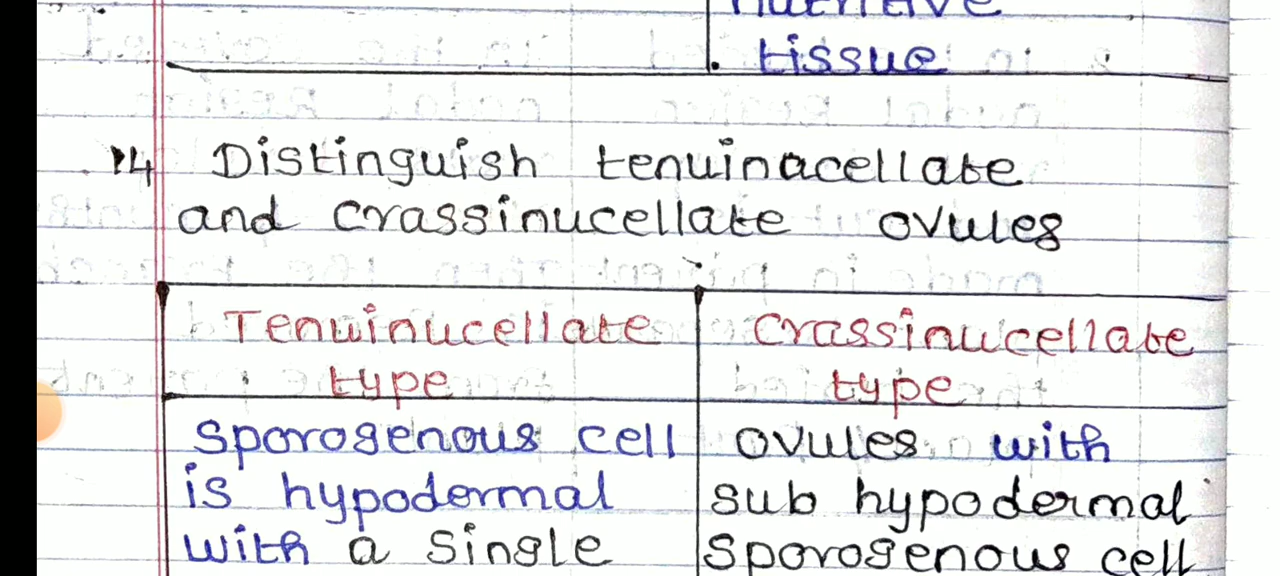 tissue
14 Distinguish tenuinacellate
and crassinucellate ovules
Tenuinucellate
type
crassinucellate
type
Sporogenous cell
is hypodermal
with a single
ovules with
sub hypodermal
sporogenous cell